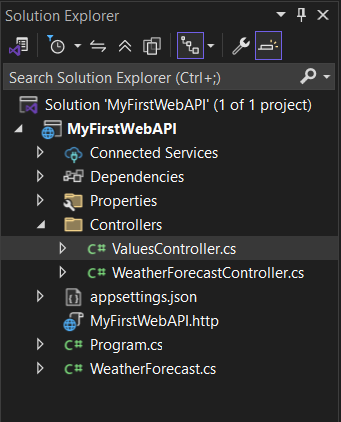 Solution Explorer
Search Solution Explorer (Ctrl+;)
Solution 'MyFirstWebAPI' (1 of 1 project)
MyFirstWebAPI
Connected Services
Dependencies
Properties
Controllers
C# ValuesController.cs
C# WeatherForecastController.cs
appsettings.json
MyFirstWebAPI.http
C# Program.cs
C# WeatherForecast.cs